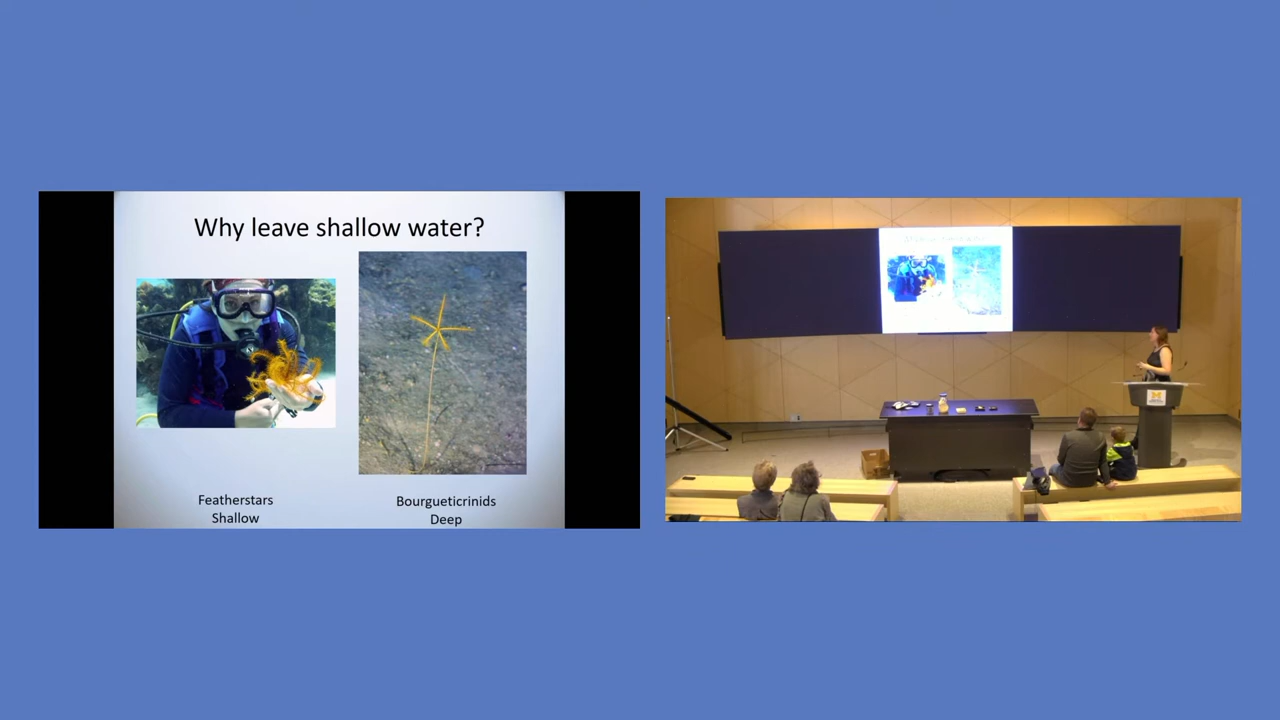 Why leave shallow water?
Featherstars
Shallow
Bourgueticrinids
Deep